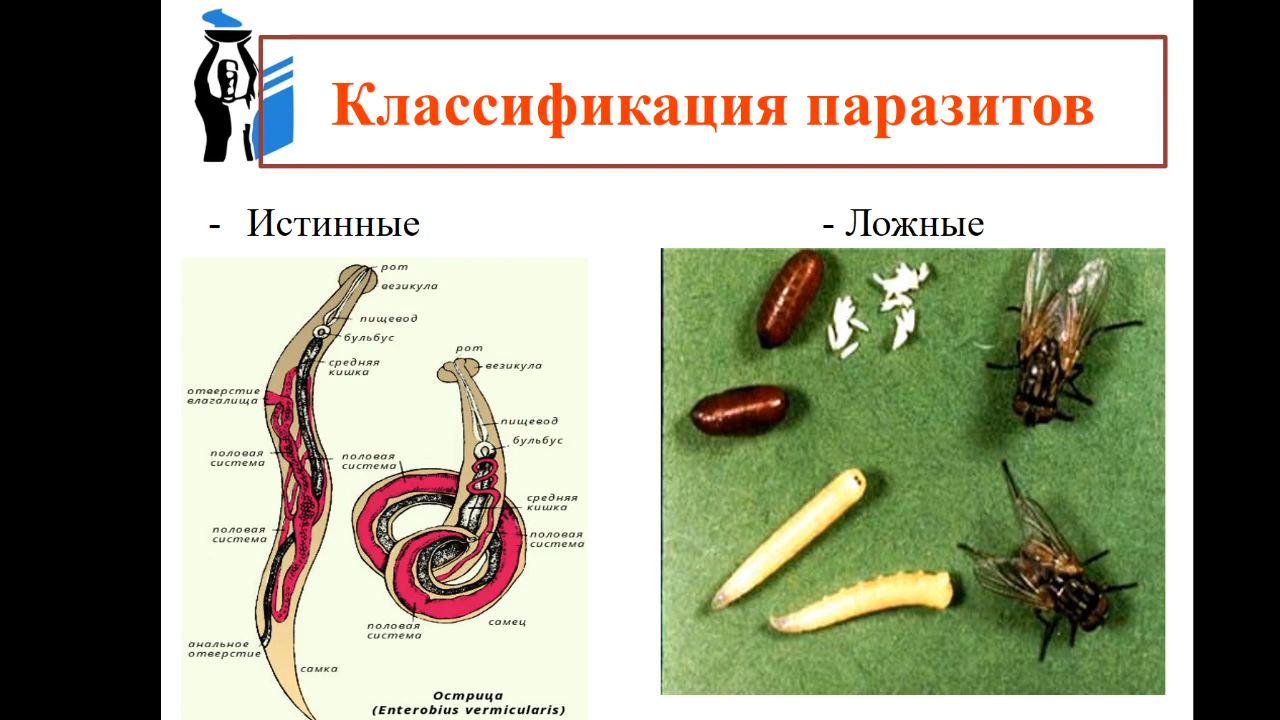 Классификация паразитов
- Истинные
- Ложные
рот
везикула
пищевод
бульбус
средняя
кишка
отверстие
влагалища
половая
система
половая
система
анальное
отверстие
самка
рот
везикула
пищевод
бульбус
половая
система
средняя
кишка
половая
система
половая
система
самец
Острица
(Enterobius vermicularis)